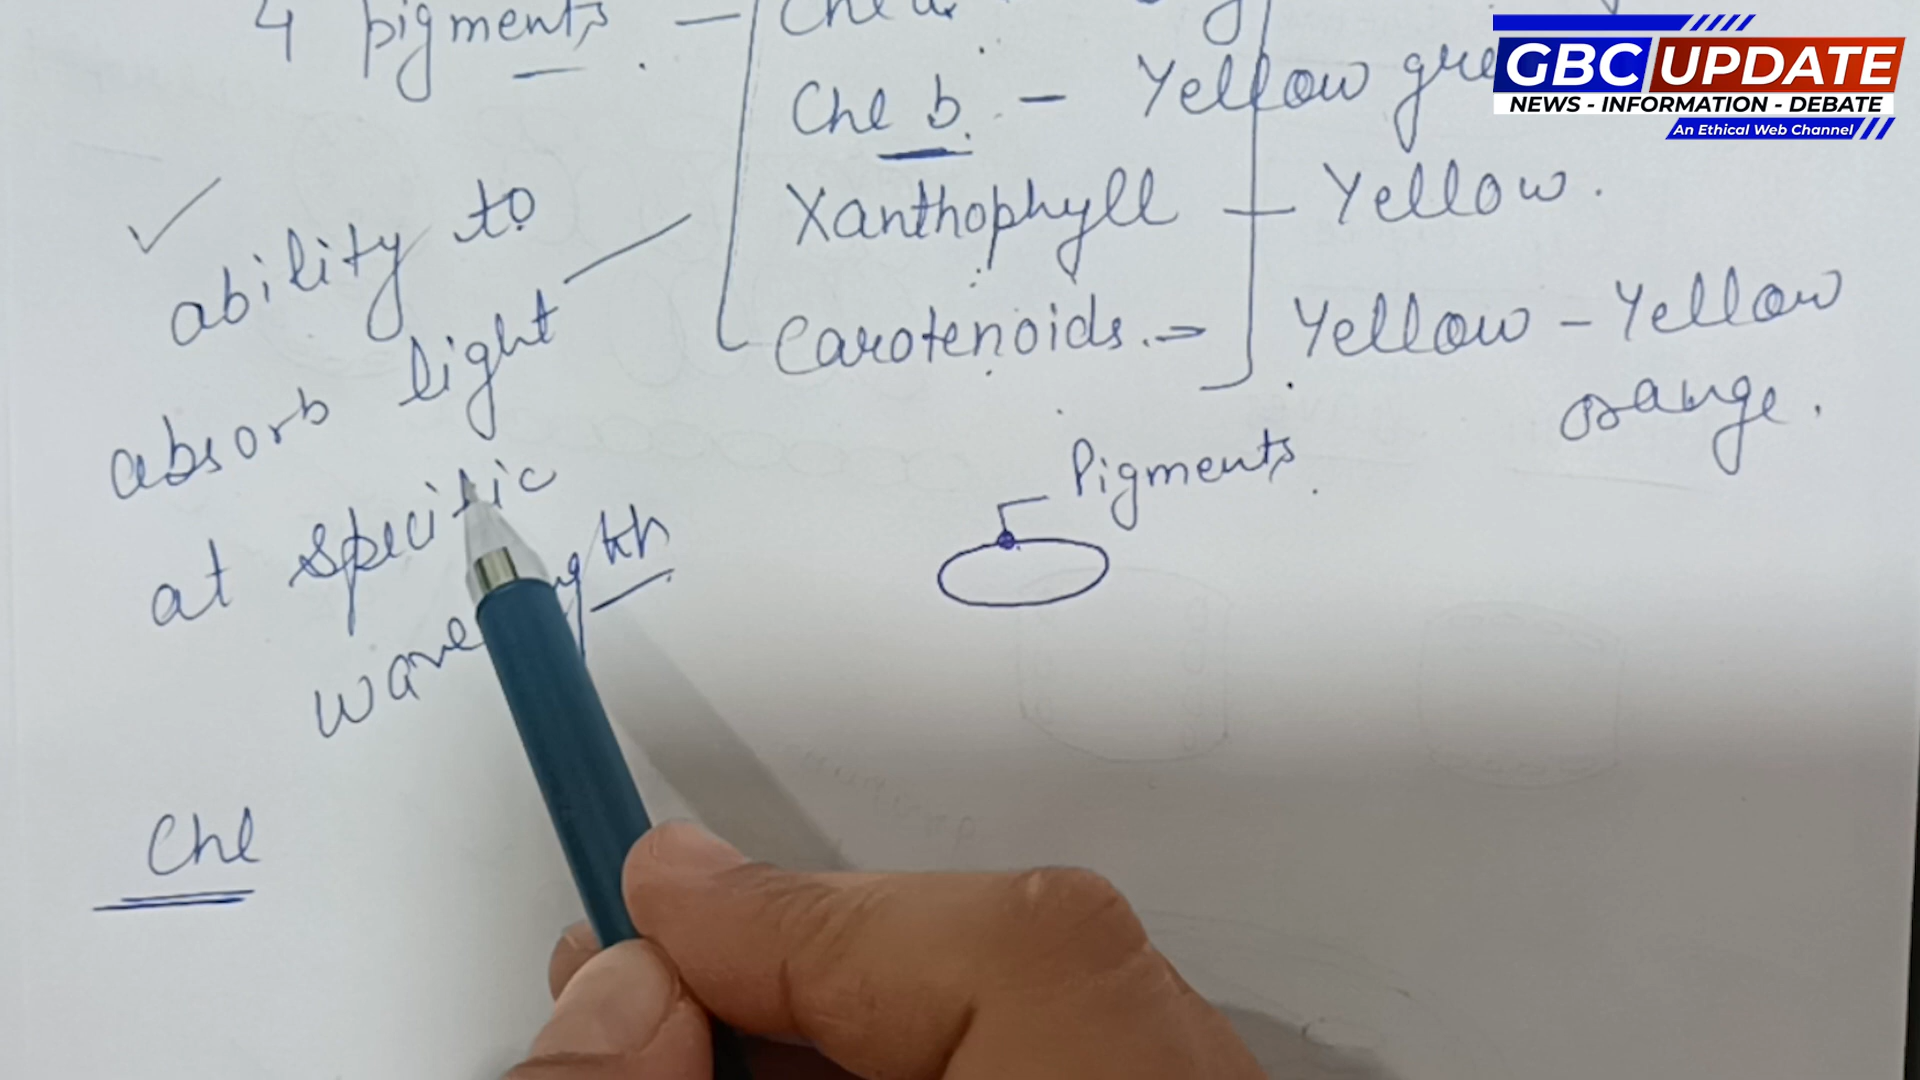 4 pigments —
Chl b. - Yellow
Xanthophyll — Yellow.
Carotenoids. → Yellow - Yellow
orange.
ability to
absorb light
at specific
Pigments
Chl
GBC UPDATE
NEWS - INFORMATION - DEBATE
An Ethical Web Channel